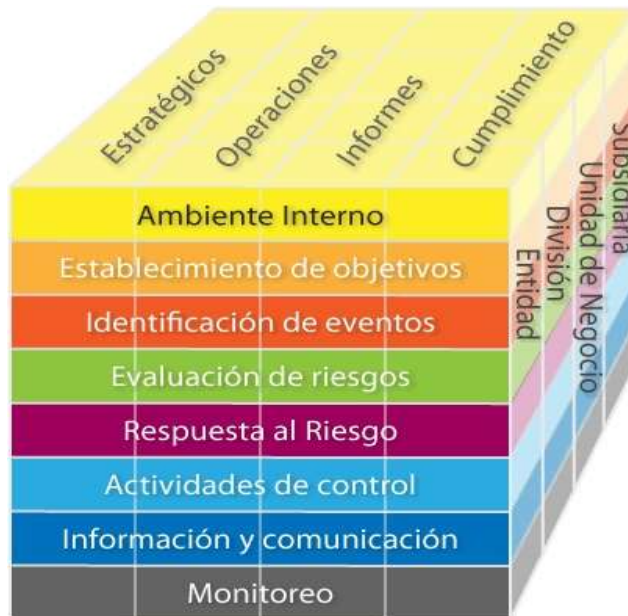 Estratégicos
Operaciones
Informes
Cumplimiento
Ambiente Interno
Establecimiento de objetivos
Identificación de eventos
Evaluación de riesgos
Respuesta al Riesgo
Actividades de control
Información y comunicación
Monitoreo
Entidad
División
Unidad de Negocio
Subsidiaria